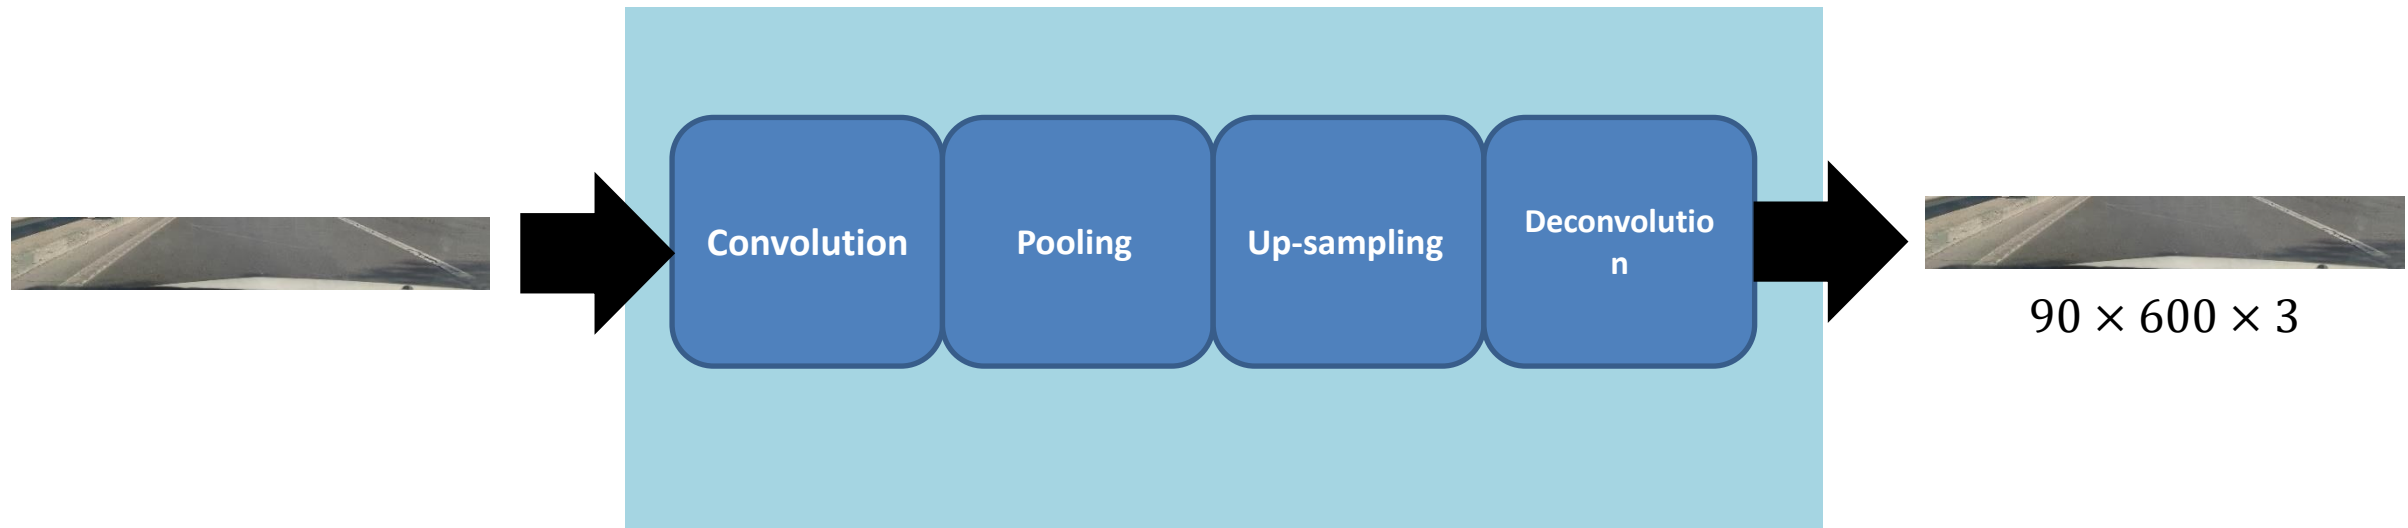 Convolution
Pooling
Up-sampling
Deconvolutio
n
90 × 600 × 3